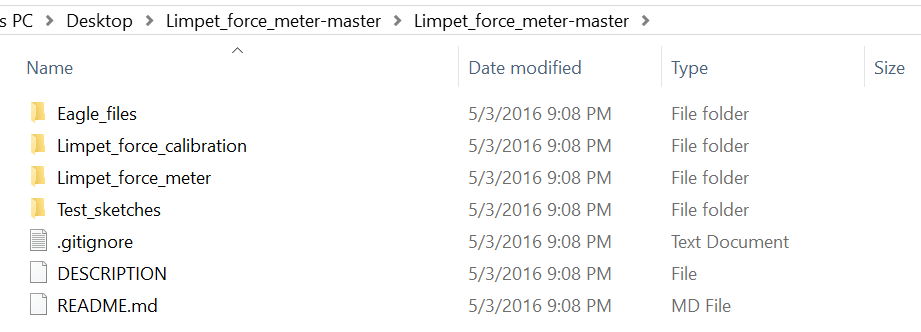 s PC > Desktop > Limpet_force_meter-master > Limpet_force_meter-master >
Name Date modified Type Size
Eagle_files 5/3/2016 9:08 PM File folder
Limpet_force_calibration 5/3/2016 9:08 PM File folder
Limpet_force_meter 5/3/2016 9:08 PM File folder
Test_sketches 5/3/2016 9:08 PM File folder
.gitignore 5/3/2016 9:08 PM Text Document
DESCRIPTION 5/3/2016 9:08 PM File
README.md 5/3/2016 9:08 PM MD File